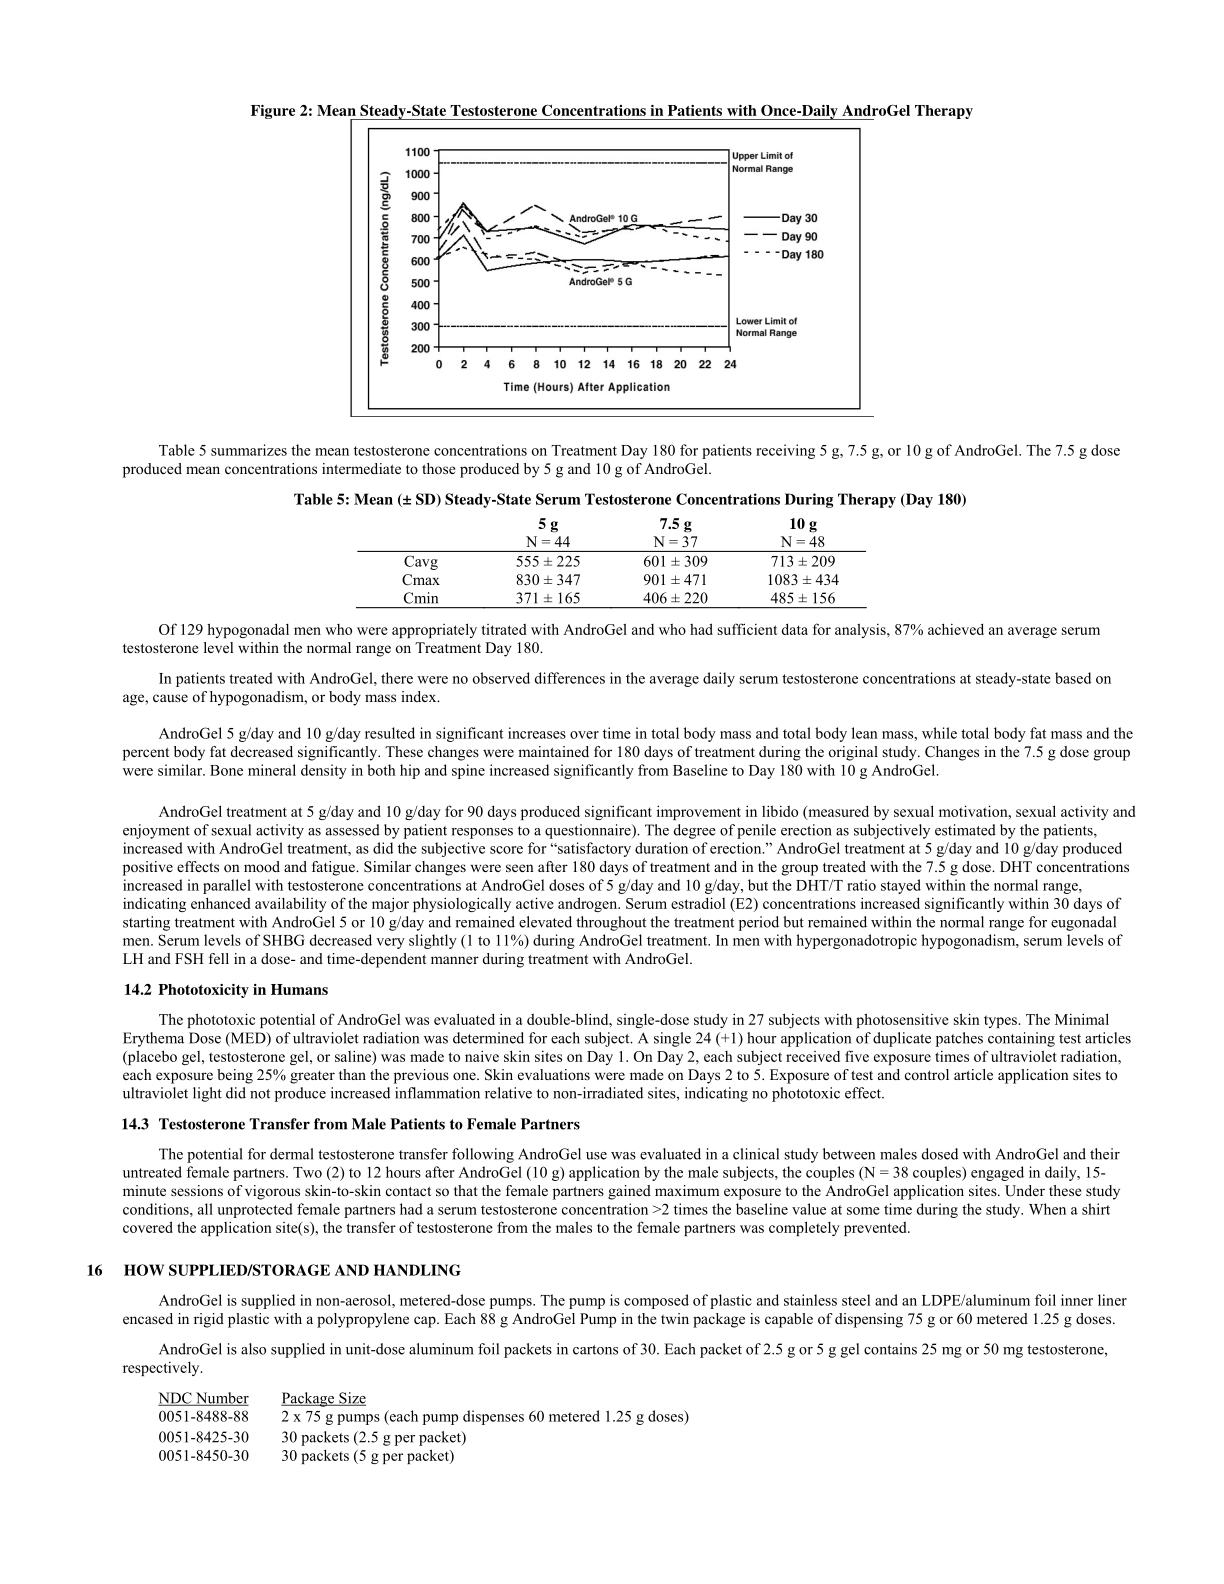 Figure 2: Mean Steady-State Testosterone Concentrations in Patients with Once-Daily AndroGel Therapy
Testosterone Concentration (ng/dL)
1100
1000
900
800
700
600
500
400
300
200
0 2 4 6 8 10 12 14 16 18 20 22 24
Time (Hours) After Application
Upper Limit of
Normal Range
AndroGel® 10 G
AndroGel® 5 G
Day 30
Day 90
Day 180
Lower Limit of
Normal Range
Table 5 summarizes the mean testosterone concentrations on Treatment Day 180 for patients receiving 5 g, 7.5 g, or 10 g of AndroGel. The 7.5 g dose
produced mean concentrations intermediate to those produced by 5 g and 10 g of AndroGel.
Table 5: Mean (± SD) Steady-State Serum Testosterone Concentrations During Therapy (Day 180)
5 g 7.5 g 10 g
N = 44 N = 37 N = 48
Cavg 555 ± 225 601 ± 309 713 ± 209
Cmax 830 ± 347 901 ± 471 1083 ± 434
Cmin 371 ± 165 406 ± 220 485 ± 156
Of 129 hypogonadal men who were appropriately titrated with AndroGel and who had sufficient data for analysis, 87% achieved an average serum
testosterone level within the normal range on Treatment Day 180.
In patients treated with AndroGel, there were no observed differences in the average daily serum testosterone concentrations at steady-state based on
age, cause of hypogonadism, or body mass index.
AndroGel 5 g/day and 10 g/day resulted in significant increases over time in total body mass and total body lean mass, while total body fat mass and the
percent body fat decreased significantly. These changes were maintained for 180 days of treatment during the original study. Changes in the 7.5 g dose group
were similar. Bone mineral density in both hip and spine increased significantly from Baseline to Day 180 with 10 g AndroGel.
AndroGel treatment at 5 g/day and 10 g/day for 90 days produced significant improvement in libido (measured by sexual motivation, sexual activity and
enjoyment of sexual activity as assessed by patient responses to a questionnaire). The degree of penile erection as subjectively estimated by the patients,
increased with AndroGel treatment, as did the subjective score for “satisfactory duration of erection.” AndroGel treatment at 5 g/day and 10 g/day produced
positive effects on mood and fatigue. Similar changes were seen after 180 days of treatment and in the group treated with the 7.5 g dose. DHT concentrations
increased in parallel with testosterone concentrations at AndroGel doses of 5 g/day and 10 g/day, but the DHT/T ratio stayed within the normal range,
indicating enhanced availability of the major physiologically active androgen. Serum estradiol (E2) concentrations increased significantly within 30 days of
starting treatment with AndroGel 5 or 10 g/day and remained elevated throughout the treatment period but remained within the normal range for eugonadal
men. Serum levels of SHBG decreased very slightly (1 to 11%) during AndroGel treatment. In men with hypergonadotropic hypogonadism, serum levels of
LH and FSH fell in a dose- and time-dependent manner during treatment with AndroGel.
14.2 Phototoxicity in Humans
The phototoxic potential of AndroGel was evaluated in a double-blind, single-dose study in 27 subjects with photosensitive skin types. The Minimal
Erythema Dose (MED) of ultraviolet radiation was determined for each subject. A single 24 (+1) hour application of duplicate patches containing test articles
(placebo gel, testosterone gel, or saline) was made to naive skin sites on Day 1. On Day 2, each subject received five exposure times of ultraviolet radiation,
each exposure being 25% greater than the previous one. Skin evaluations were made on Days 2 to 5. Exposure of test and control article application sites to
ultraviolet light did not produce increased inflammation relative to non-irradiated sites, indicating no phototoxic effect.
14.3 Testosterone Transfer from Male Patients to Female Partners
The potential for dermal testosterone transfer following AndroGel use was evaluated in a clinical study between males dosed with AndroGel and their
untreated female partners. Two (2) to 12 hours after AndroGel (10 g) application by the male subjects, the couples (N = 38 couples) engaged in daily, 15-
minute sessions of vigorous skin-to-skin contact so that the female partners gained maximum exposure to the AndroGel application sites. Under these study
conditions, all unprotected female partners had a serum testosterone concentration >2 times the baseline value at some time during the study. When a shirt
covered the application site(s), the transfer of testosterone from the males to the female partners was completely prevented.
16 HOW SUPPLIED/STORAGE AND HANDLING
AndroGel is supplied in non-aerosol, metered-dose pumps. The pump is composed of plastic and stainless steel and an LDPE/aluminum foil inner liner
encased in rigid plastic with a polypropylene cap. Each 88 g AndroGel Pump in the twin package is capable of dispensing 75 g or 60 metered 1.25 g doses.
AndroGel is also supplied in unit-dose aluminum foil packets in cartons of 30. Each packet of 2.5 g or 5 g gel contains 25 mg or 50 mg testosterone,
respectively.
NDC Number Package Size
0051-8488-88 2 x 75 g pumps (each pump dispenses 60 metered 1.25 g doses)
0051-8425-30 30 packets (2.5 g per packet)
0051-8450-30 30 packets (5 g per packet)